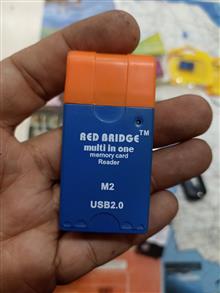 RED BRIDGE™
multi in one
memory card
Reader
M2
USB2.0